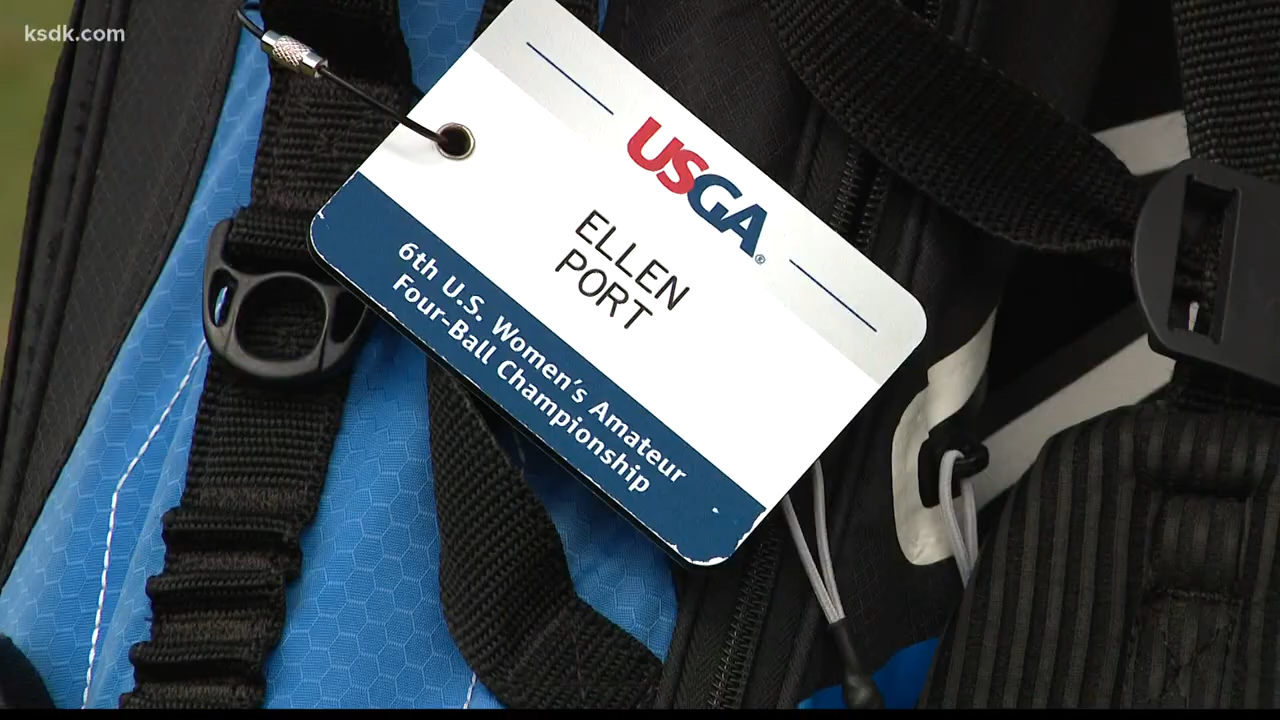 ksdk.com
USGA®
ELLEN
PORT
6th U.S. Women's Amateur
Four-Ball Championship